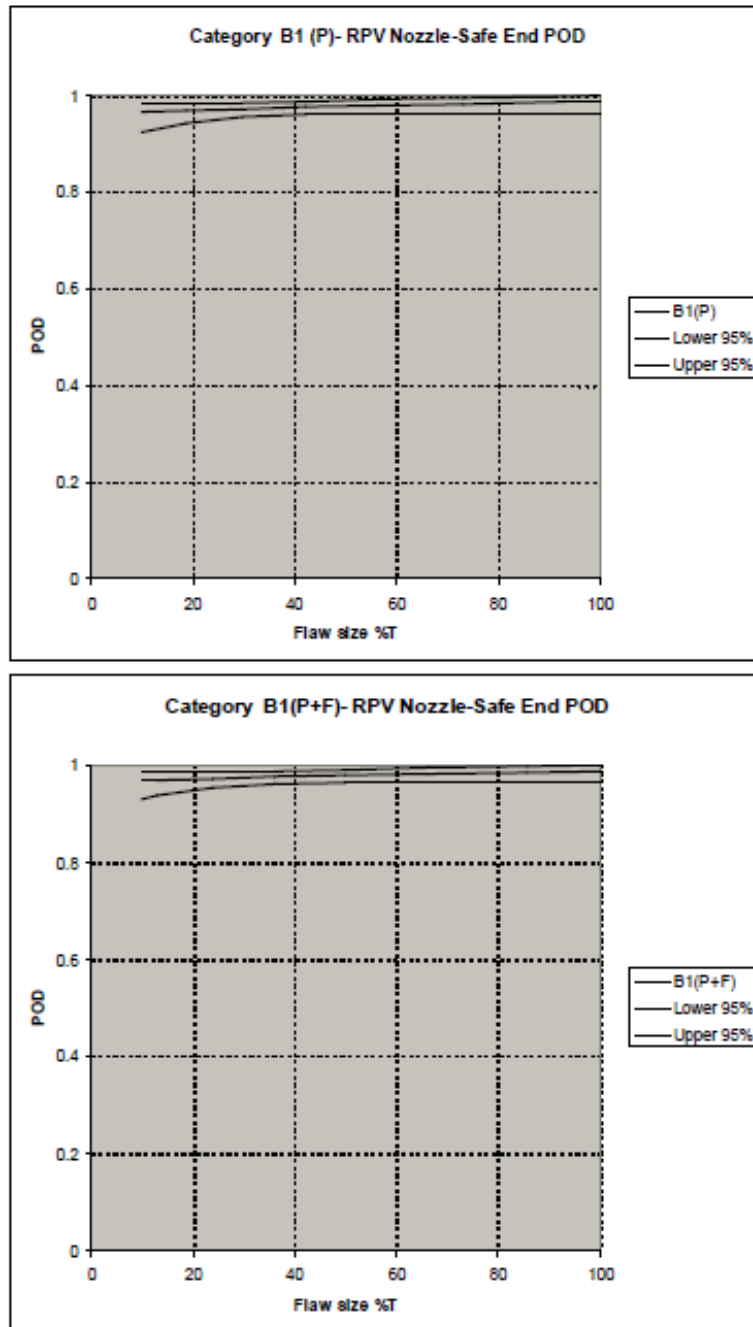 Category B1 (P)- RPV Nozzle-Safe End POD
1
0.8
0.6
0.4
0.2
0
POD
0 20 40 60 80 100
Flaw size %T
B1(P)
Lower 95%
Upper 95%
Category B1(P+F)- RPV Nozzle-Safe End POD
1
0.8
0.6
0.4
0.2
0
POD
0 20 40 60 80 100
Flaw size %T
B1(P+F)
Lower 95%
Upper 95%